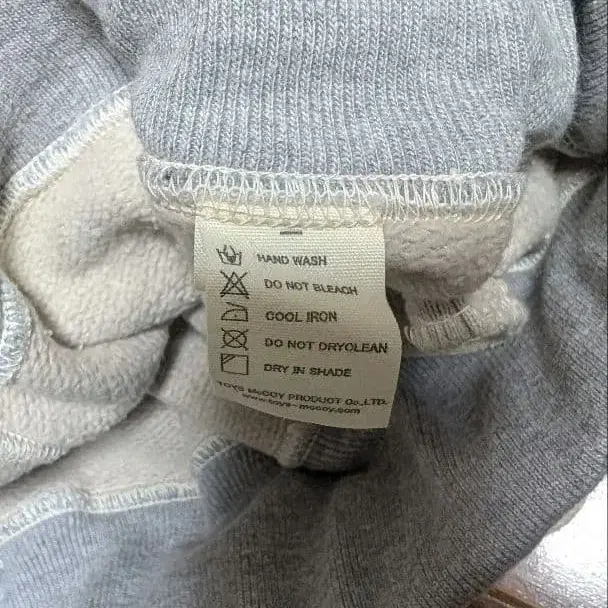 HAND WASH
DO NOT BLEACH
COOL IRON
DO NOT DRYCLEAN
DRY IN SHADE
TOYS McCOY PRODUCT Co.,LTD.
www.toys-mccoy.com